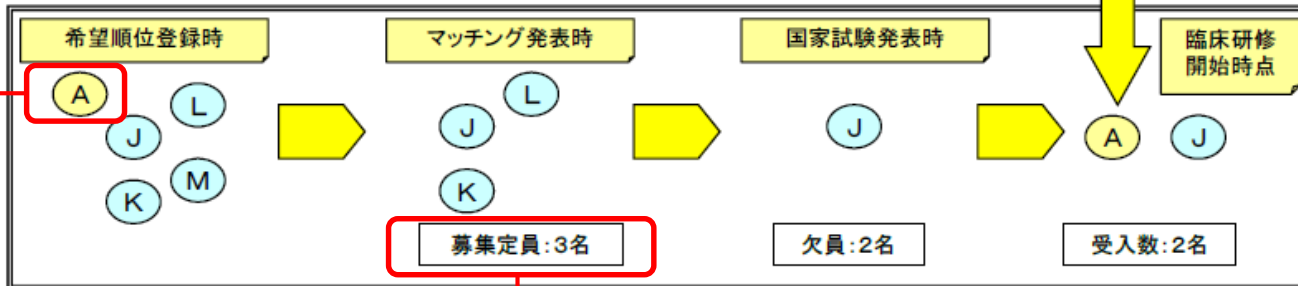 希望順位登録時
マッチング発表時
国家試験発表時
臨床研修
開始時点
A
L
J
M
K
L
J
K
J
A
J
募集定員:3名
欠員:2名
受入数:2名